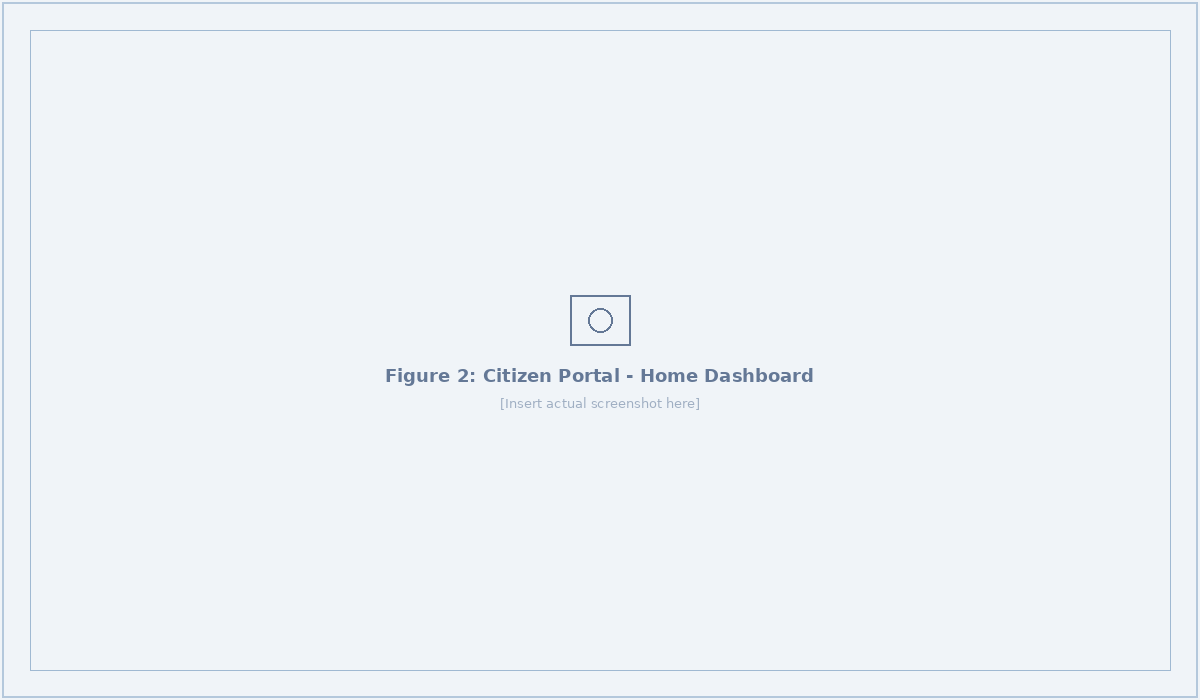 Figure 2: Citizen Portal - Home Dashboard
[Insert actual screenshot here]